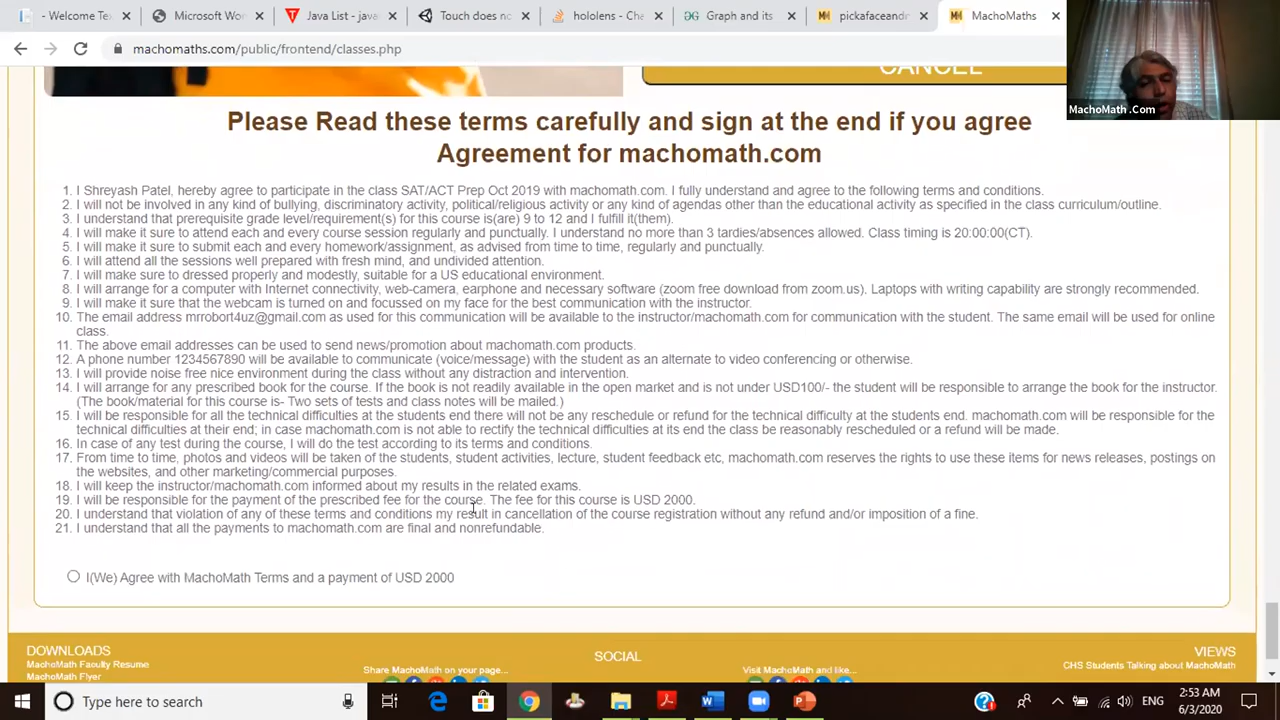 - Welcome Te:
Microsoft Wor
Java List - java
Touch does no
hololens - Che
Graph and its
pickafaceandr
MachoMaths
machomaths.com/public/frontend/classes.php
CANCEL
MachoMath .Com
Please Read these terms carefully and sign at the end if you agree
Agreement for machomath.com
1. I Shreyash Patel, hereby agree to participate in the class SAT/ACT Prep Oct 2019 with machomath.com. I fully understand and agree to the following terms and conditions.
2. I will not be involved in any kind of bullying, discriminatory activity, political/religious activity or any kind of agendas other than the educational activity as specified in the class curriculum/outline.
3. I understand that prerequisite grade level/requirement(s) for this course is(are) 9 to 12 and I fulfill it(them).
4. I will make it sure to attend each and every course session regularly and punctually. I understand no more than 3 tardies/absences allowed. Class timing is 20:00:00(CT).
5. I will make it sure to submit each and every homework/assignment, as advised from time to time, regularly and punctually.
6. I will attend all the sessions well prepared with fresh mind, and undivided attention.
7. I will make sure to dressed properly and modestly, suitable for a US educational environment.
8. I will arrange for a computer with Internet connectivity, web-camera, earphone and necessary software (zoom free download from zoom.us). Laptops with writing capability are strongly recommended.
9. I will make it sure that the webcam is turned on and focussed on my face for the best communication with the instructor.
10. The email address mrrobort4uz@gmail.com as used for this communication will be available to the instructor/machomath.com for communication with the student. The same email will be used for online
class.
11. The above email addresses can be used to send news/promotion about machomath.com products.
12. A phone number 1234567890 will be available to communicate (voice/message) with the student as an alternate to video conferencing or otherwise.
13. I will provide noise free nice environment during the class without any distraction and intervention.
14. I will arrange for any prescribed book for the course. If the book is not readily available in the open market and is not under USD100/- the student will be responsible to arrange the book for the instructor.
(The book/material for this course is- Two sets of tests and class notes will be mailed.)
15. I will be responsible for all the technical difficulties at the students end there will not be any reschedule or refund for the technical difficulty at the students end. machomath.com will be responsible for the
technical difficulties at their end; in case machomath.com is not able to rectify the technical difficulties at its end the class be reasonably rescheduled or a refund will be made.
16. In case of any test during the course, I will do the test according to its terms and conditions.
17. From time to time, photos and videos will be taken of the students, student activities, lecture, student feedback etc, machomath.com reserves the rights to use these items for news releases, postings on
the websites, and other marketing/commercial purposes.
18. I will keep the instructor/machomath.com informed about my results in the related exams.
19. I will be responsible for the payment of the prescribed fee for the course. The fee for this course is USD 2000.
20. I understand that violation of any of these terms and conditions my result in cancellation of the course registration without any refund and/or imposition of a fine.
21. I understand that all the payments to machomath.com are final and nonrefundable.
I(We) Agree with MachoMath Terms and a payment of USD 2000
DOWNLOADS
MachoMath Faculty Resume
MachoMath Flyer
SOCIAL
Share MachoMath on your page...
Visit MachoMath and like...
VIEWS
CHS Students Talking about MachoMath
Type here to search
ENG
2:53 AM
6/3/2020